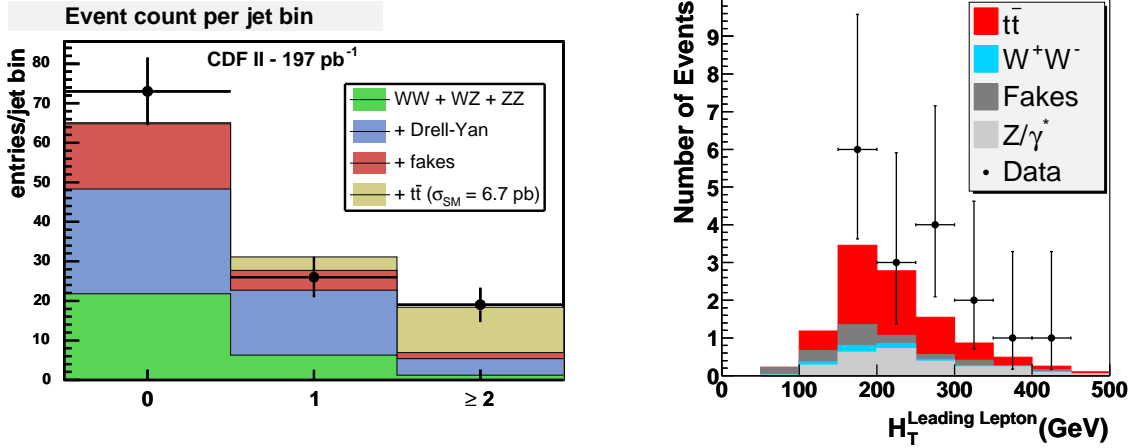 Event count per jet bin
CDF II - 197 pb⁻¹
entries/jet bin
80
70
60
50
40
30
20
10
0
WW + WZ + ZZ
+ Drell-Yan
+ fakes
+ tt̄ (σSM = 6.7 pb)
0 1 ≥ 2
Number of Events
9
8
7
6
5
4
3
2
1
0
tt̄
W⁺W⁻
Fakes
Z/γ*
Data
0 100 200 300 400 500
H_T^Leading Lepton (GeV)